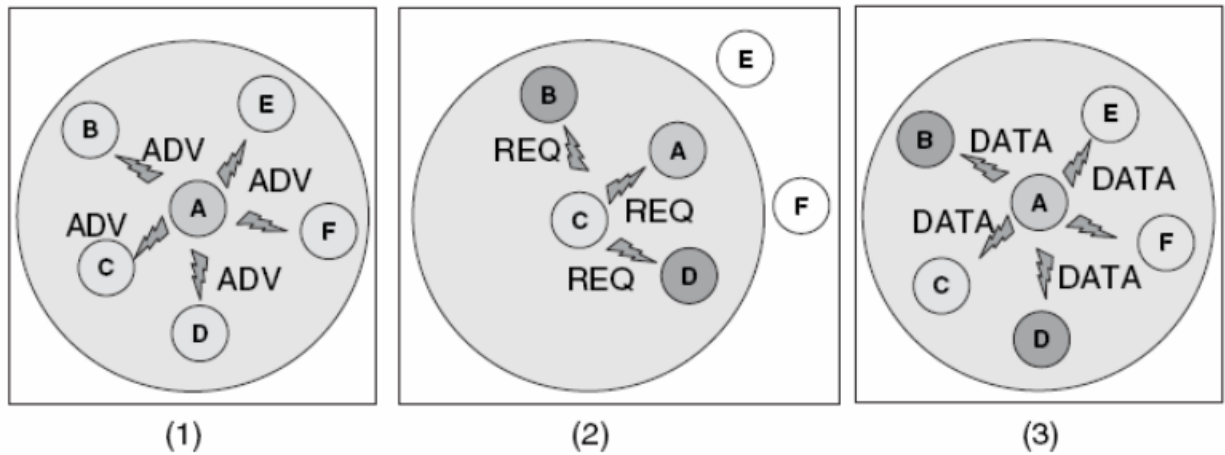 B
E
ADV
ADV
A
F
ADV
C
ADV
D
(1)
E
B
REQ
A
F
C
REQ
REQ
D
(2)
E
B
DATA
DATA
A
DATA
F
C
DATA
D
(3)